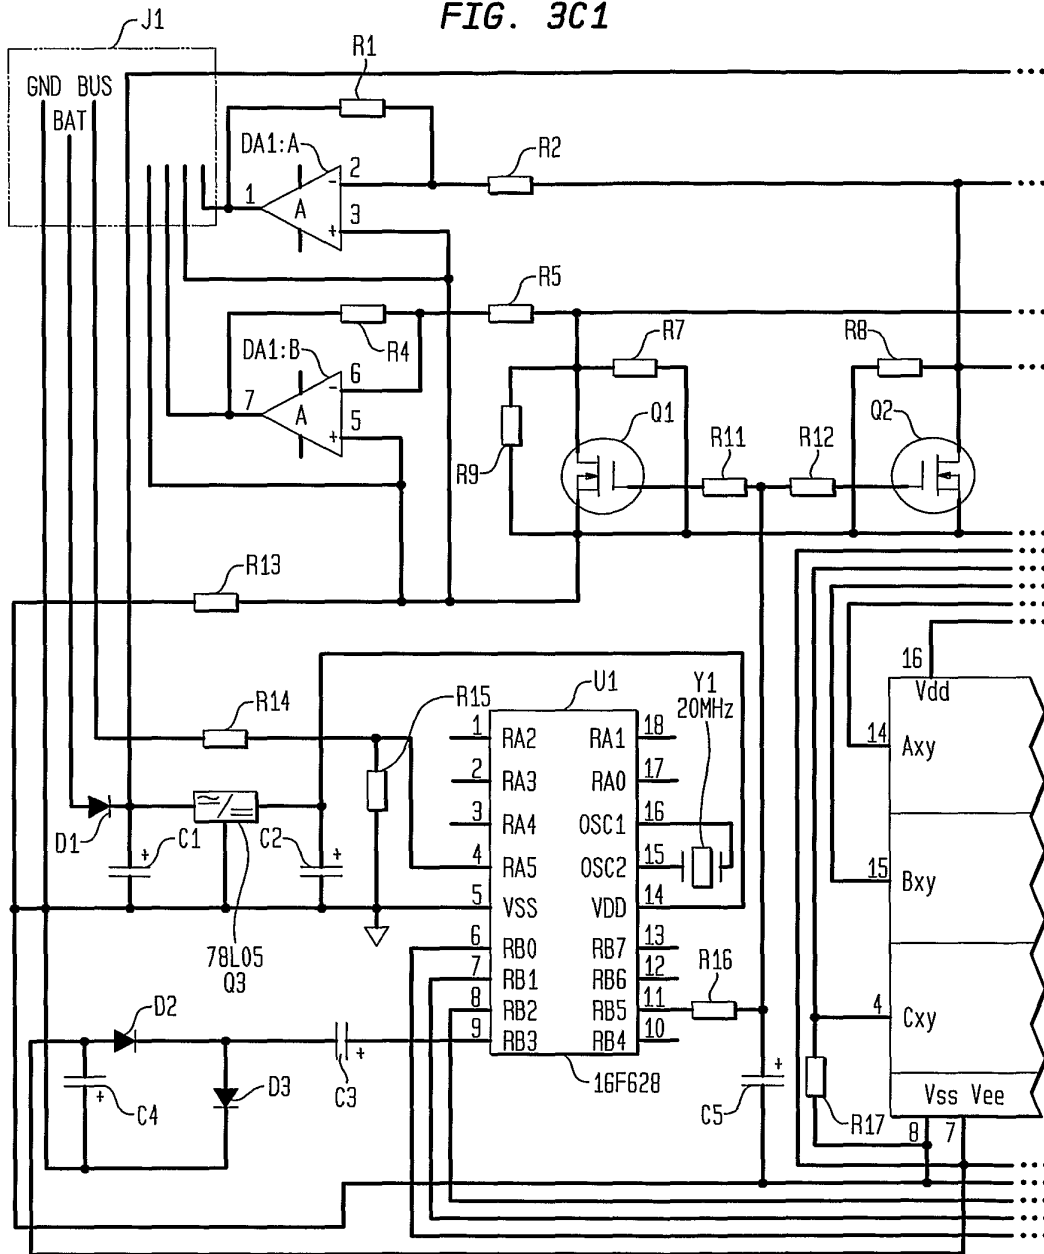 FIG. 3C1
J1
GND BUS
BAT
R1
DA1:A
2
-
1
A
3
+
R2
R5
R4
DA1:B
6
-
7
A
5
+
R7
R8
R9
Q1
R11
R12
Q2
R13
R14
R15
U1
Y1
20MHz
1 RA2 RA1 18
2 RA3 RA0 17
3 RA4 OSC1 16
4 RA5 OSC2 15
5 VSS VDD 14
6 RB0 RB7 13
7 RB1 RB6 12
8 RB2 RB5 11
9 RB3 RB4 10
16F628
R16
16
Vdd
14 Axy
15 Bxy
4 Cxy
Vss Vee
8 7
R17
D1
+
C1
C2
+
78L05
Q3
D2
D3
C3
+
C4
+
C5
+